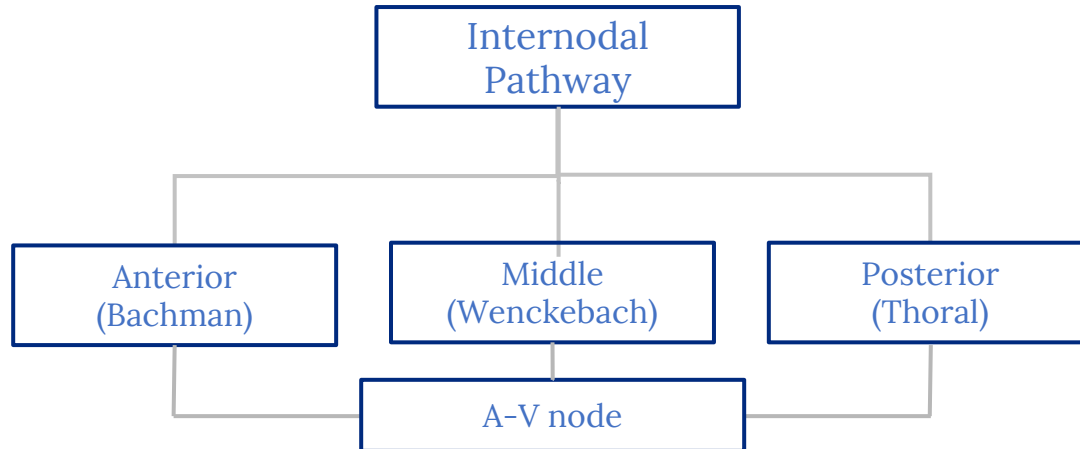 Internodal
Pathway
Anterior
(Bachman)
Middle
(Wenckebach)
Posterior
(Thoral)
A-V node